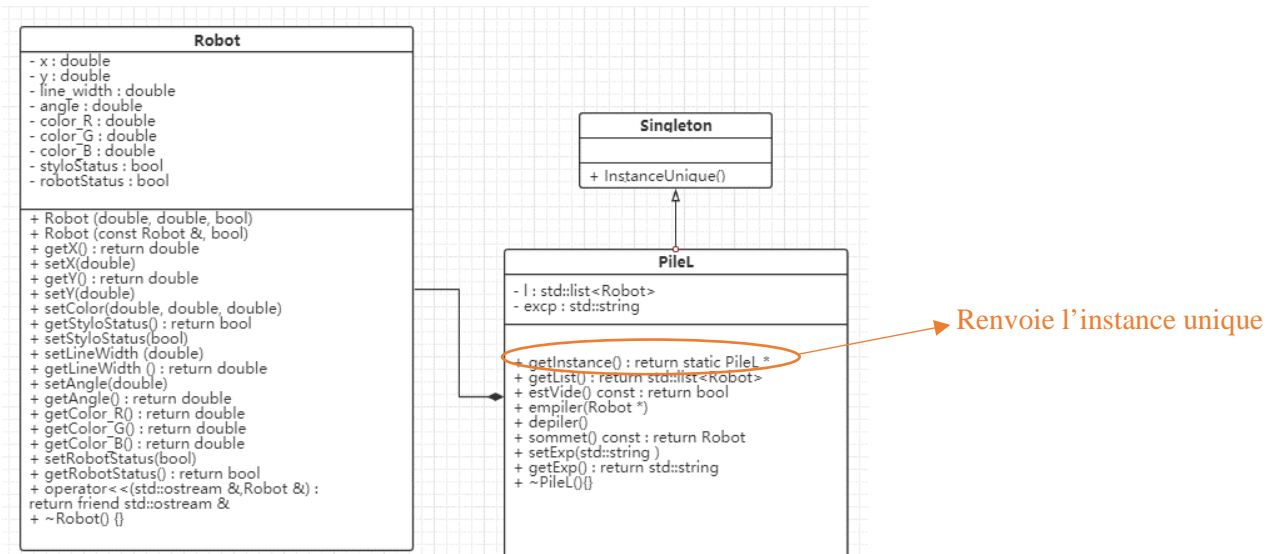 Robot
- x : double
- y : double
- line_width : double
- angle : double
- color_R : double
- color_G : double
- color_B : double
- styloStatus : bool
- robotStatus : bool
+ Robot (double, double, bool)
+ Robot (const Robot &, bool)
+ getX() : return double
+ setX(double)
+ getY() : return double
+ setY(double)
+ setColor(double, double, double)
+ getStyloStatus() : return bool
+ setStyloStatus(bool)
+ setLineWidth (double)
+ getLineWidth () : return double
+ setAngle(double)
+ getAngle() : return double
+ getColor_R() : return double
+ getColor_G() : return double
+ getColor_B() : return double
+ setRobotStatus(bool)
+ getRobotStatus() : return bool
+ operator<<(std::ostream &,Robot &) :
return friend std::ostream &
+ ~Robot() {}
Singleton
+ InstanceUnique()
PileL
- l : std::list<Robot>
- excp : std::string
+ getInstance() : return static PileL *
+ getList() : return std::list<Robot>
+ estVide() const : return bool
+ empiler(Robot *)
+ depiler()
+ sommet() const : return Robot
+ setExp(std::string )
+ getExp() : return std::string
+ ~PileL(){}
Renvoie l'instance unique